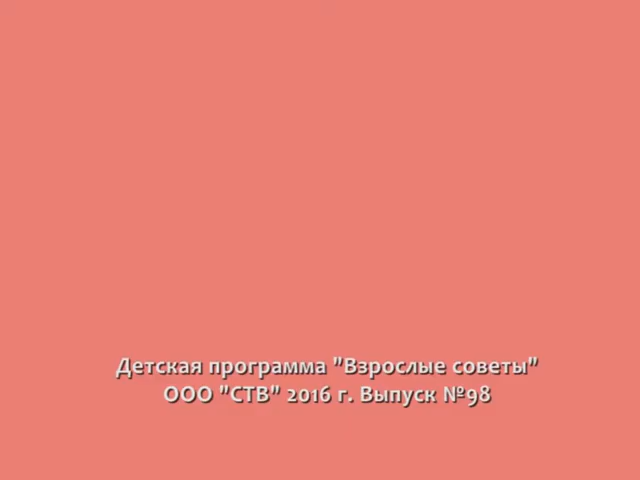 Детская программа "Взрослые советы"
ООО "СТВ" 2016 г. Выпуск №98